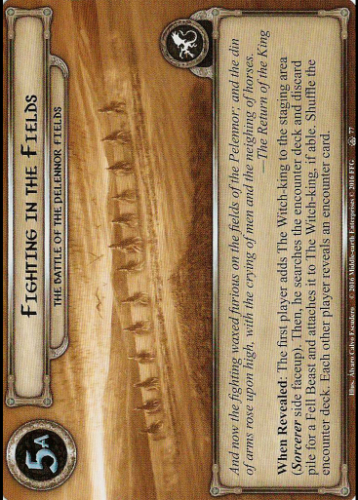 5A
FIGHTING IN THE FIELDS
THE BATTLE OF THE PELENNOR FIELDS
And now the fighting waxed furious on the fields of the Pelennor; and the din
of arms rose upon high, with the crying of men and the neighing of horses.
—The Return of the King
When Revealed: The first player adds The Witch-king to the staging area
(Sorcerer side faceup). Then, he searches the encounter deck and discard
pile for a Fell Beast and attaches it to The Witch-king, if able. Shuffle the
encounter deck. Each other player reveals an encounter card.
Illus. Álvaro Calvo Escudero © 2016 Middle-earth Enterprises © 2016 FFG 77